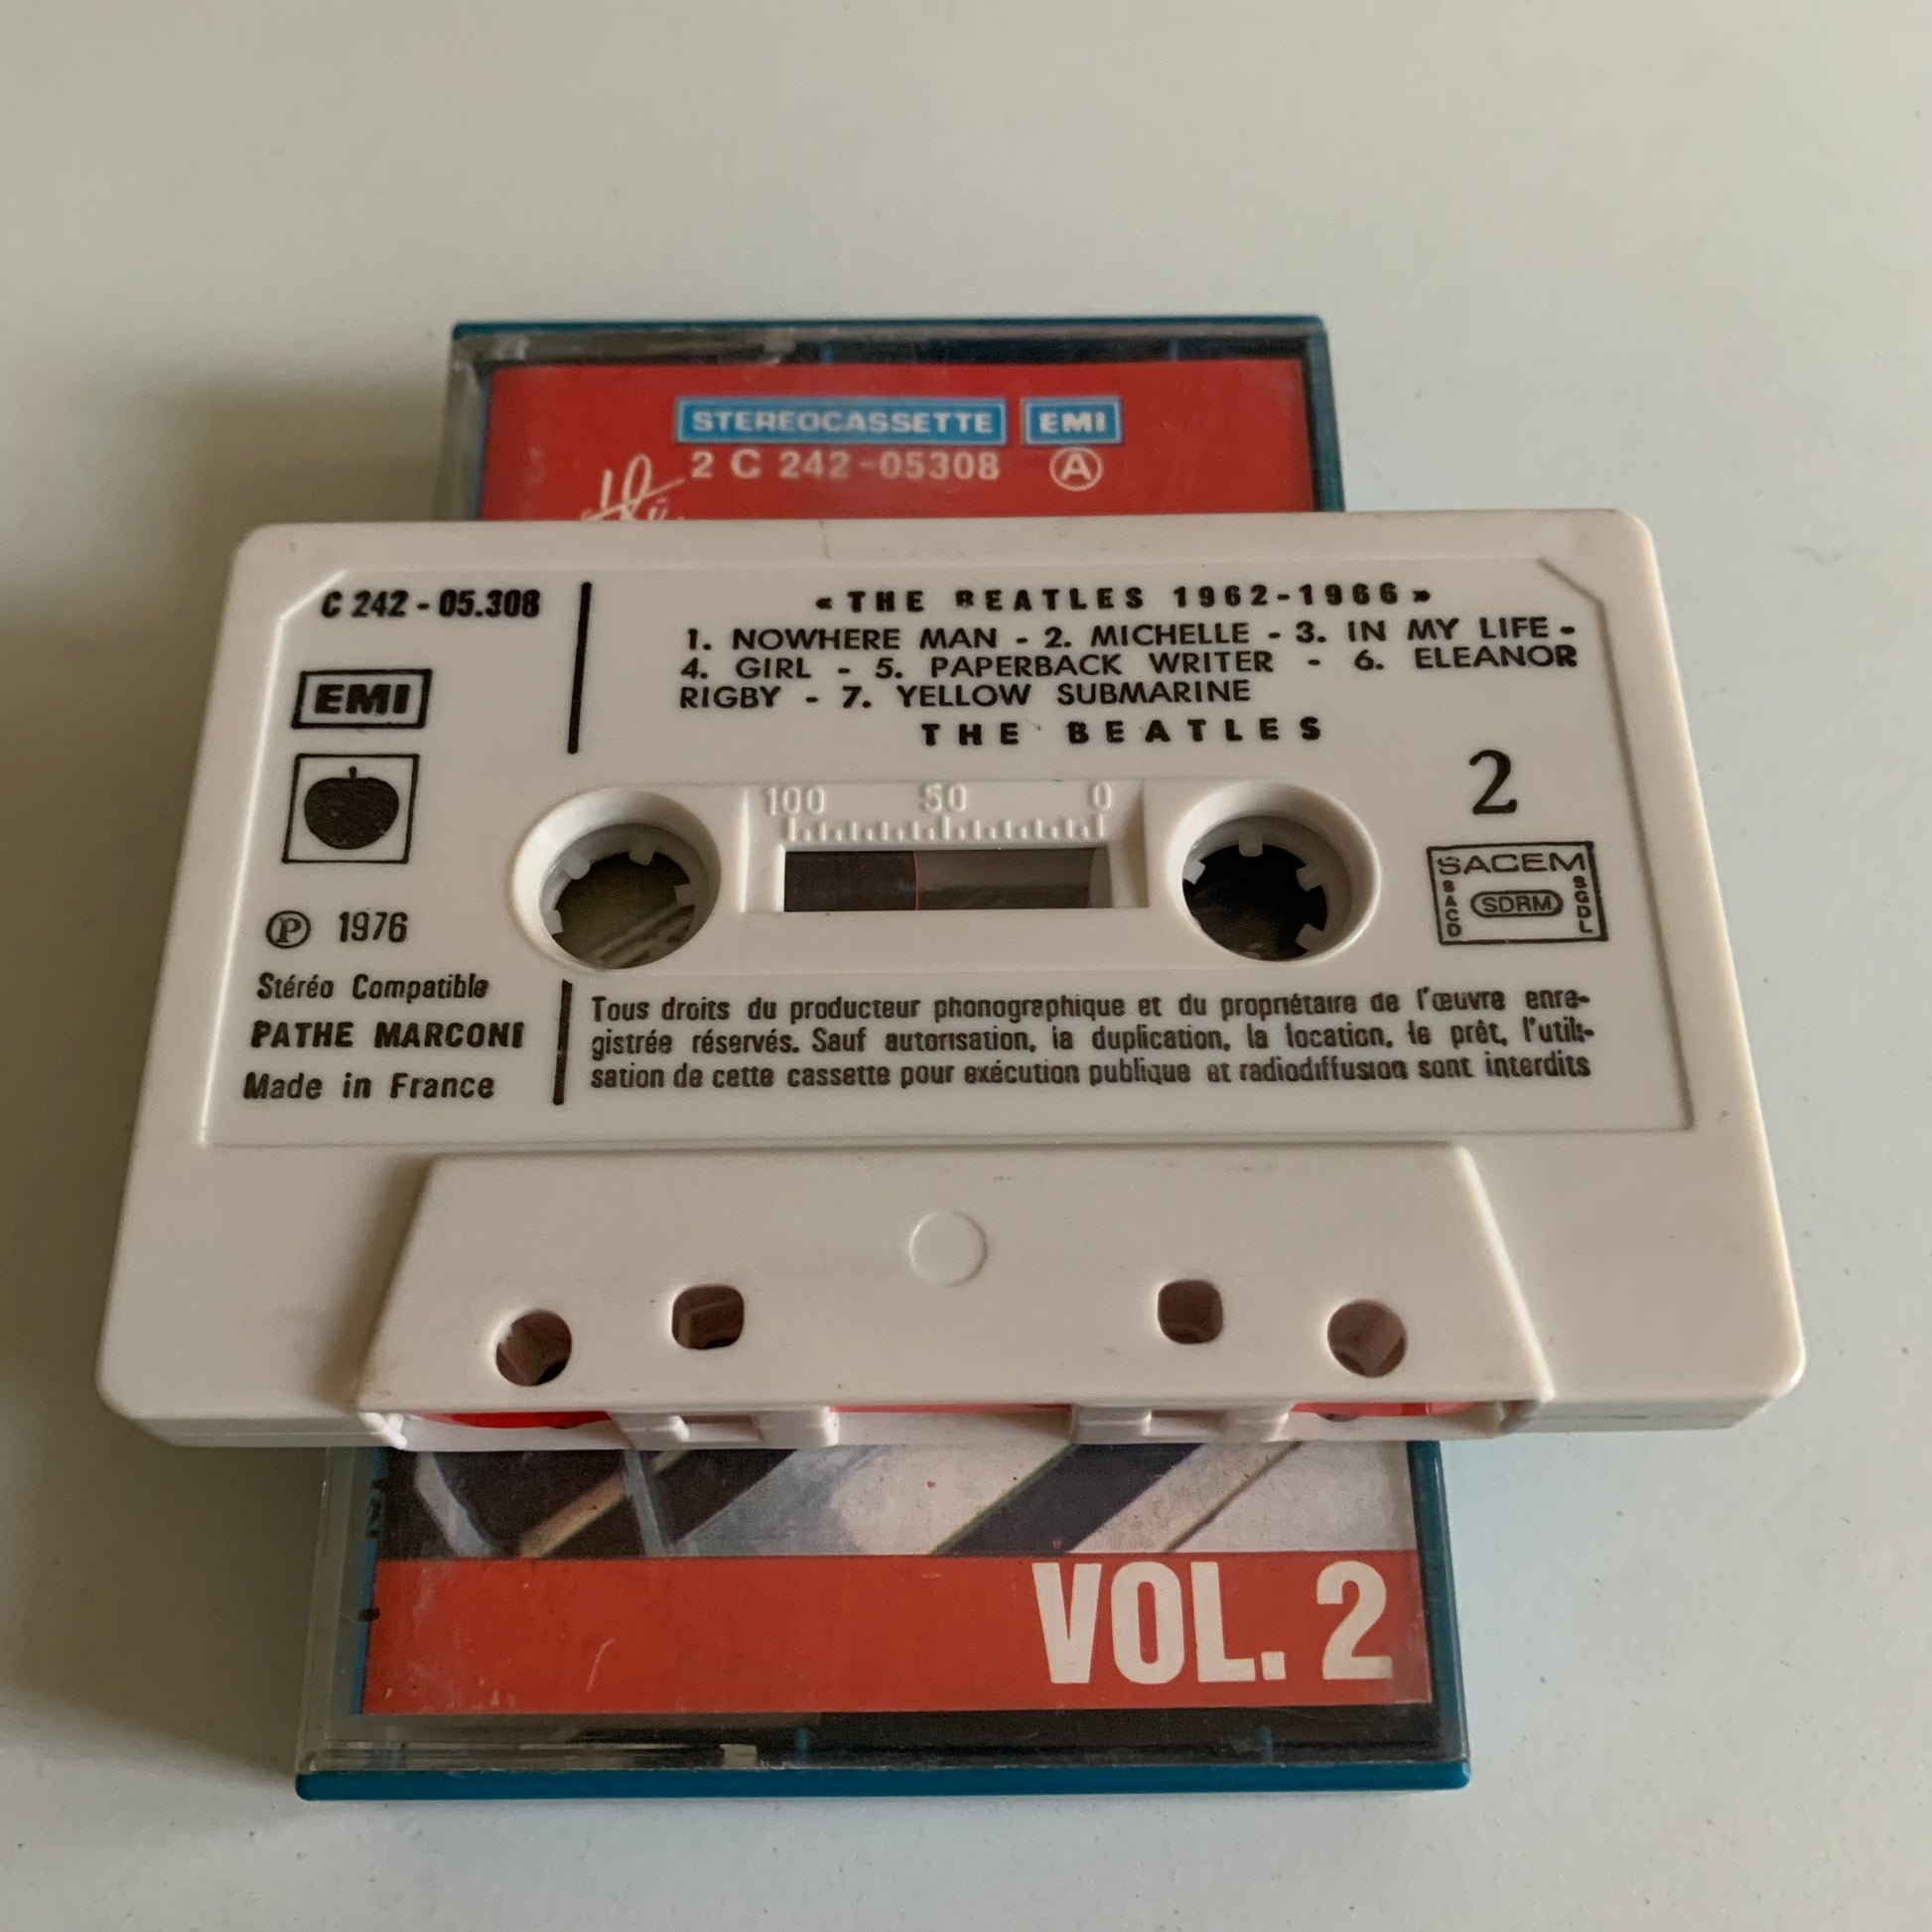 STEREOCASSETTE EMI
2 C 242-05308 A
C 242 - 05.308
«THE BEATLES 1962-1966»
1. NOWHERE MAN - 2. MICHELLE - 3. IN MY LIFE -
4. GIRL - 5. PAPERBACK WRITER - 6. ELEANOR
RIGBY - 7. YELLOW SUBMARINE
THE BEATLES
EMI
2
100 50 0
SACEM
SACD SDRM SGDL
Ⓟ 1976
Stéréo Compatible
PATHE MARCONI
Made in France
Tous droits du producteur phonographique et du propriétaire de l'œuvre enre-
gistrée réservés. Sauf autorisation, la duplication, la location, le prêt, l'utili-
sation de cette cassette pour exécution publique et radiodiffusion sont interdits
VOL. 2